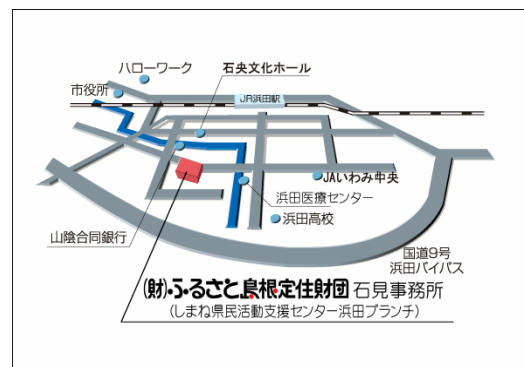 ハローワーク
石央文化ホール
市役所
JR浜田駅
JAいわみ中央
浜田医療センター
山陰合同銀行
浜田高校
国道9号
浜田バイパス
(財)ふるさと島根定住財団 石見事務所
(しまね県民活動支援センター浜田ブランチ)